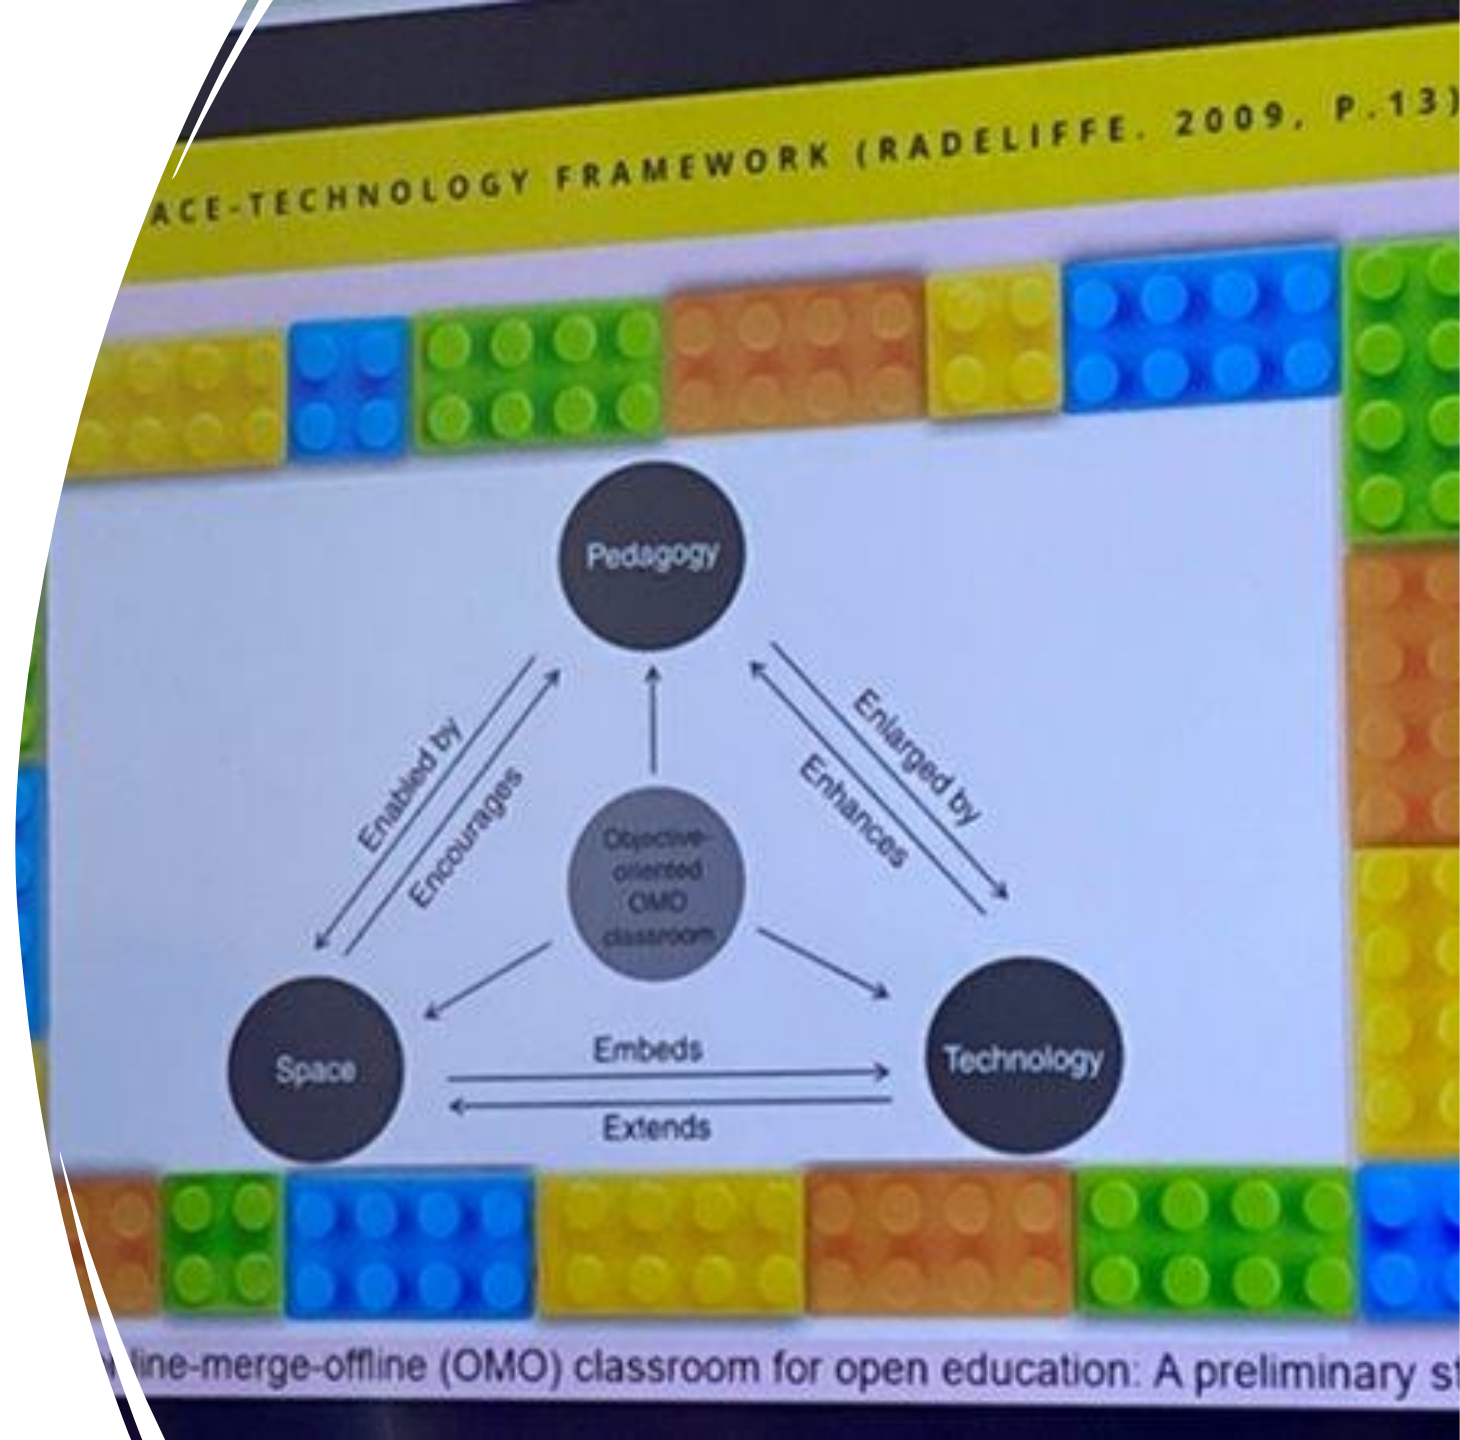 ACE-TECHNOLOGY FRAMEWORK (RADELIFFE. 2009, P.13)
Pedagogy
Enabled by
Encourages
Enlarged by
Enhances
Objective-
oriented
OMO
classroom
Space
Embeds
Technology
Extends
line-merge-offline (OMO) classroom for open education: A preliminary st